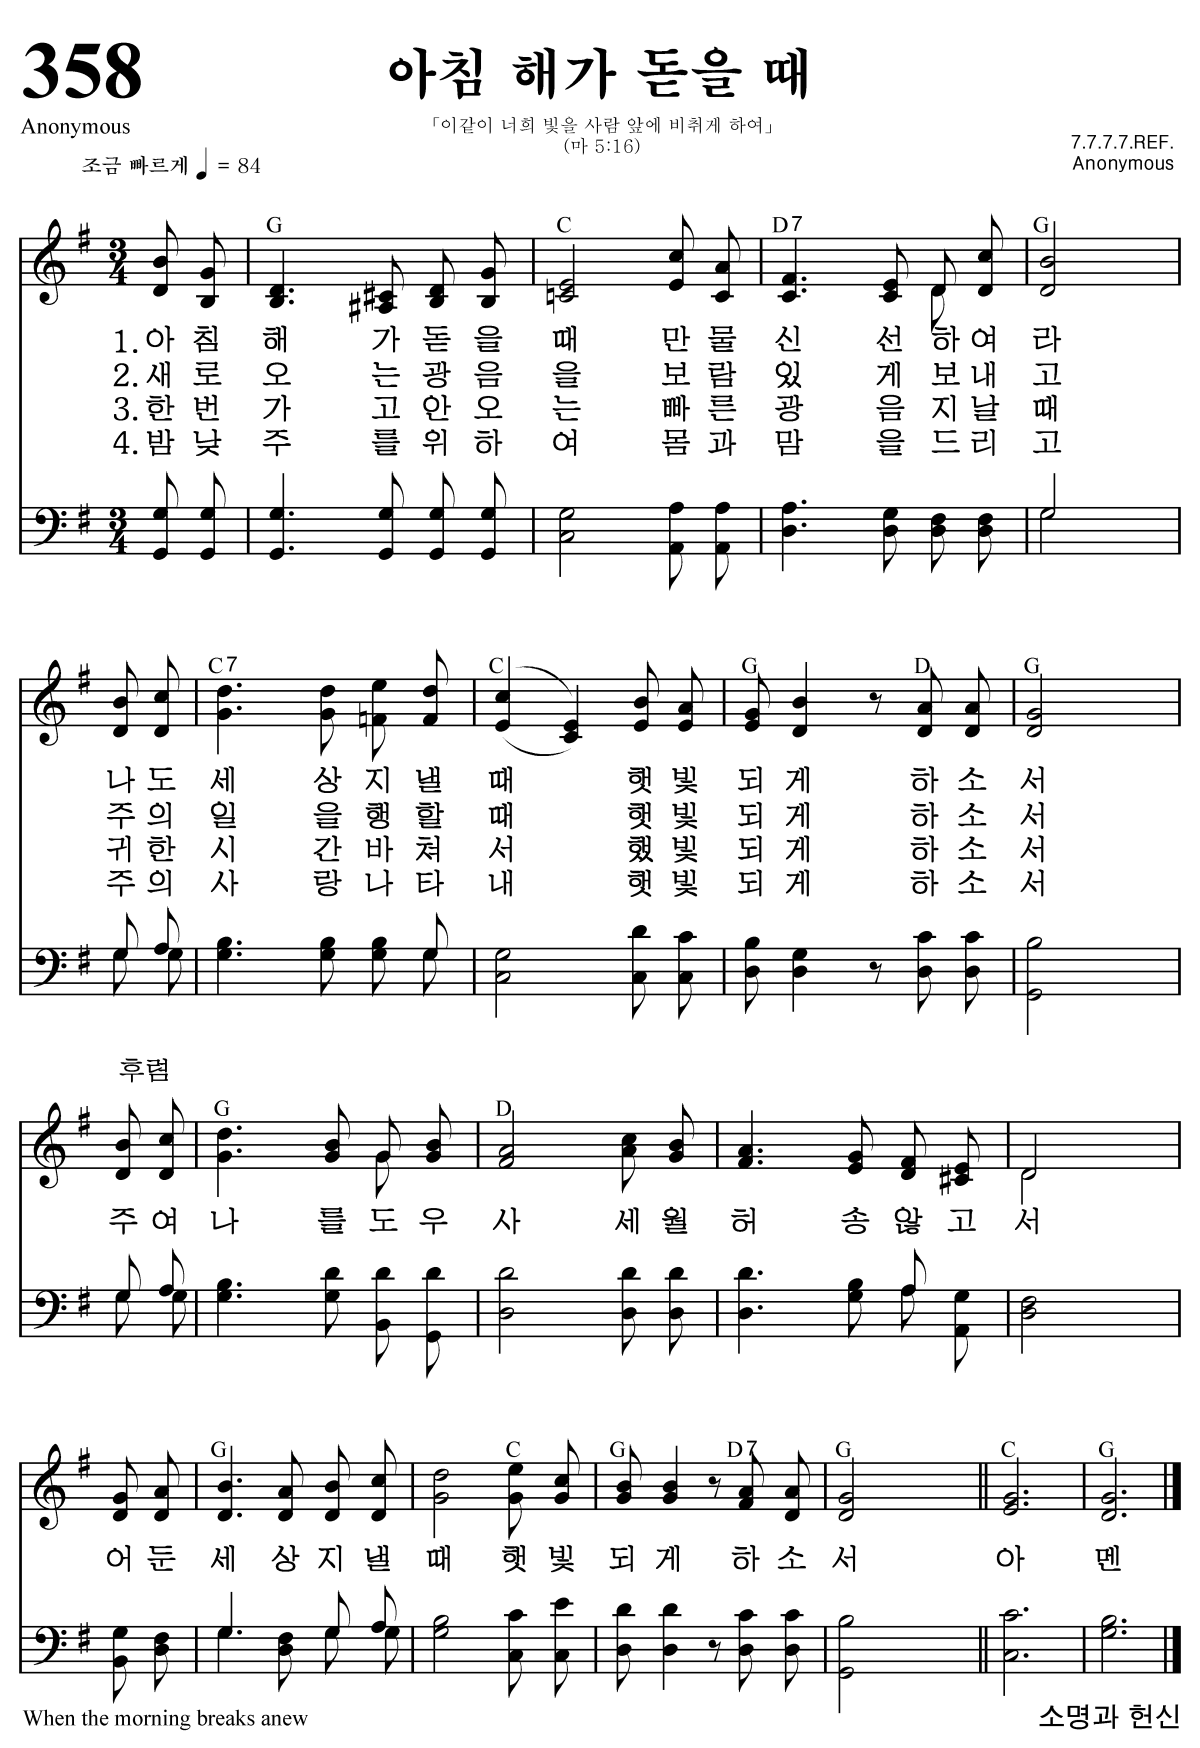 358
아침 해가 돋을 때
Anonymous
「이같이 너희 빛을 사람 앞에 비취게 하여」
(마 5:16)
7.7.7.7.REF.
Anonymous
조금 빠르게 ♩ = 84
G C D7 G
1.아 침 해 가 돋 을 때 만 물 신 선 하 여 라
2.새 로 오 는 광 음 을 보 람 있 게 보 내 고
3.한 번 가 고 안 오 는 빠 른 광 음 지 날 때
4.밤 낮 주 를 위 하 여 몸 과 맘 을 드 리 고
C7 C G D G
나 도 세 상 지 낼 때 햇 빛 되 게 하 소 서
주 의 일 을 행 할 때 햇 빛 되 게 하 소 서
귀 한 시 간 바 쳐 서 했 빛 되 게 하 소 서
주 의 사 랑 나 타 내 햇 빛 되 게 하 소 서
후렴
G D
주 여 나 를 도 우 사 세 월 허 송 않 고 서
G C G D7 G C G
어 둔 세 상 지 낼 때 햇 빛 되 게 하 소 서 아 멘
When the morning breaks anew
소명과 헌신